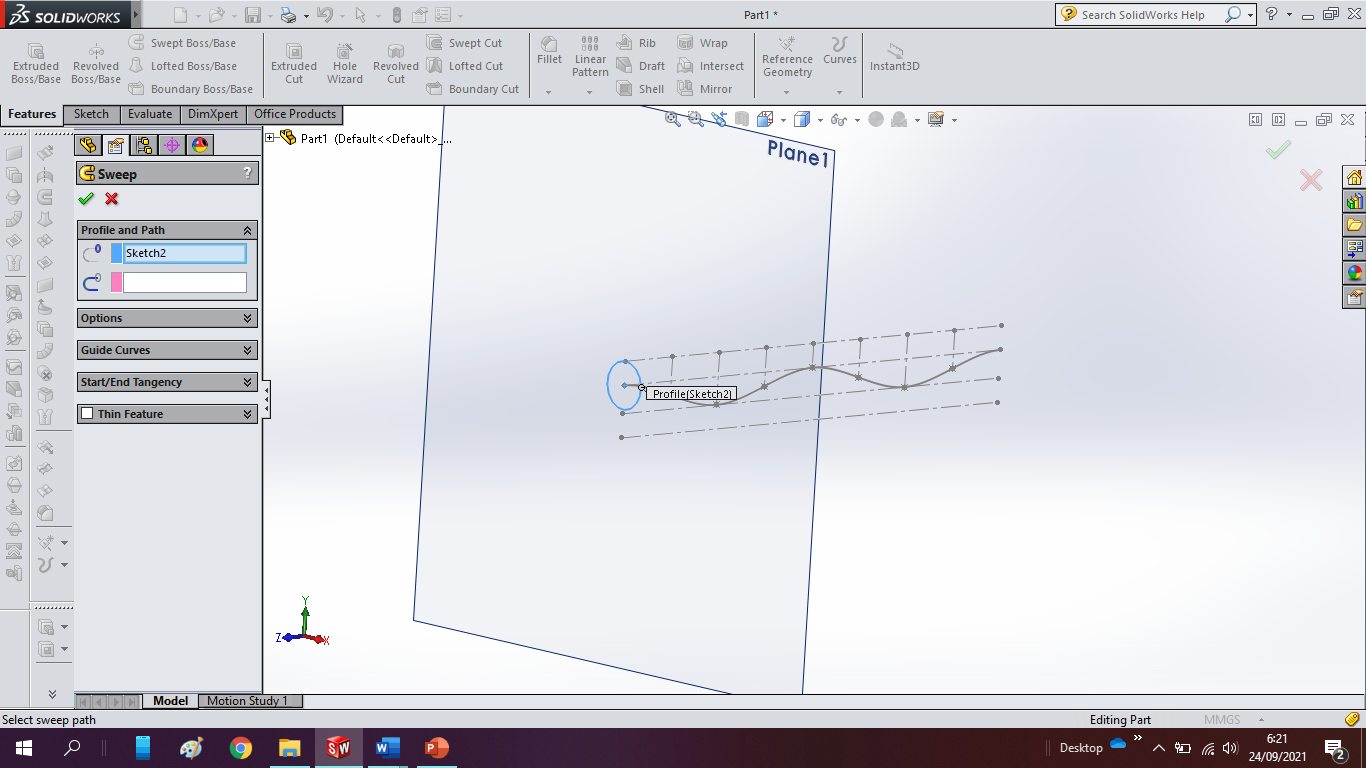 SOLIDWORKS
Part1 *
Search SolidWorks Help
?
Extruded Boss/Base
Revolved Boss/Base
Swept Boss/Base
Lofted Boss/Base
Boundary Boss/Base
Extruded Cut
Hole Wizard
Revolved Cut
Swept Cut
Lofted Cut
Boundary Cut
Fillet
Linear Pattern
Rib
Draft
Shell
Wrap
Intersect
Mirror
Reference Geometry
Curves
Instant3D
Features
Sketch
Evaluate
DimXpert
Office Products
Part1 (Default<<Default>_...
Sweep
?
Profile and Path
Sketch2
Options
Guide Curves
Start/End Tangency
Thin Feature
Plane1
Profile(Sketch2)
Y
Z
X
Model
Motion Study 1
Select sweep path
Editing Part
MMGS
Desktop
6:21
24/09/2021
2